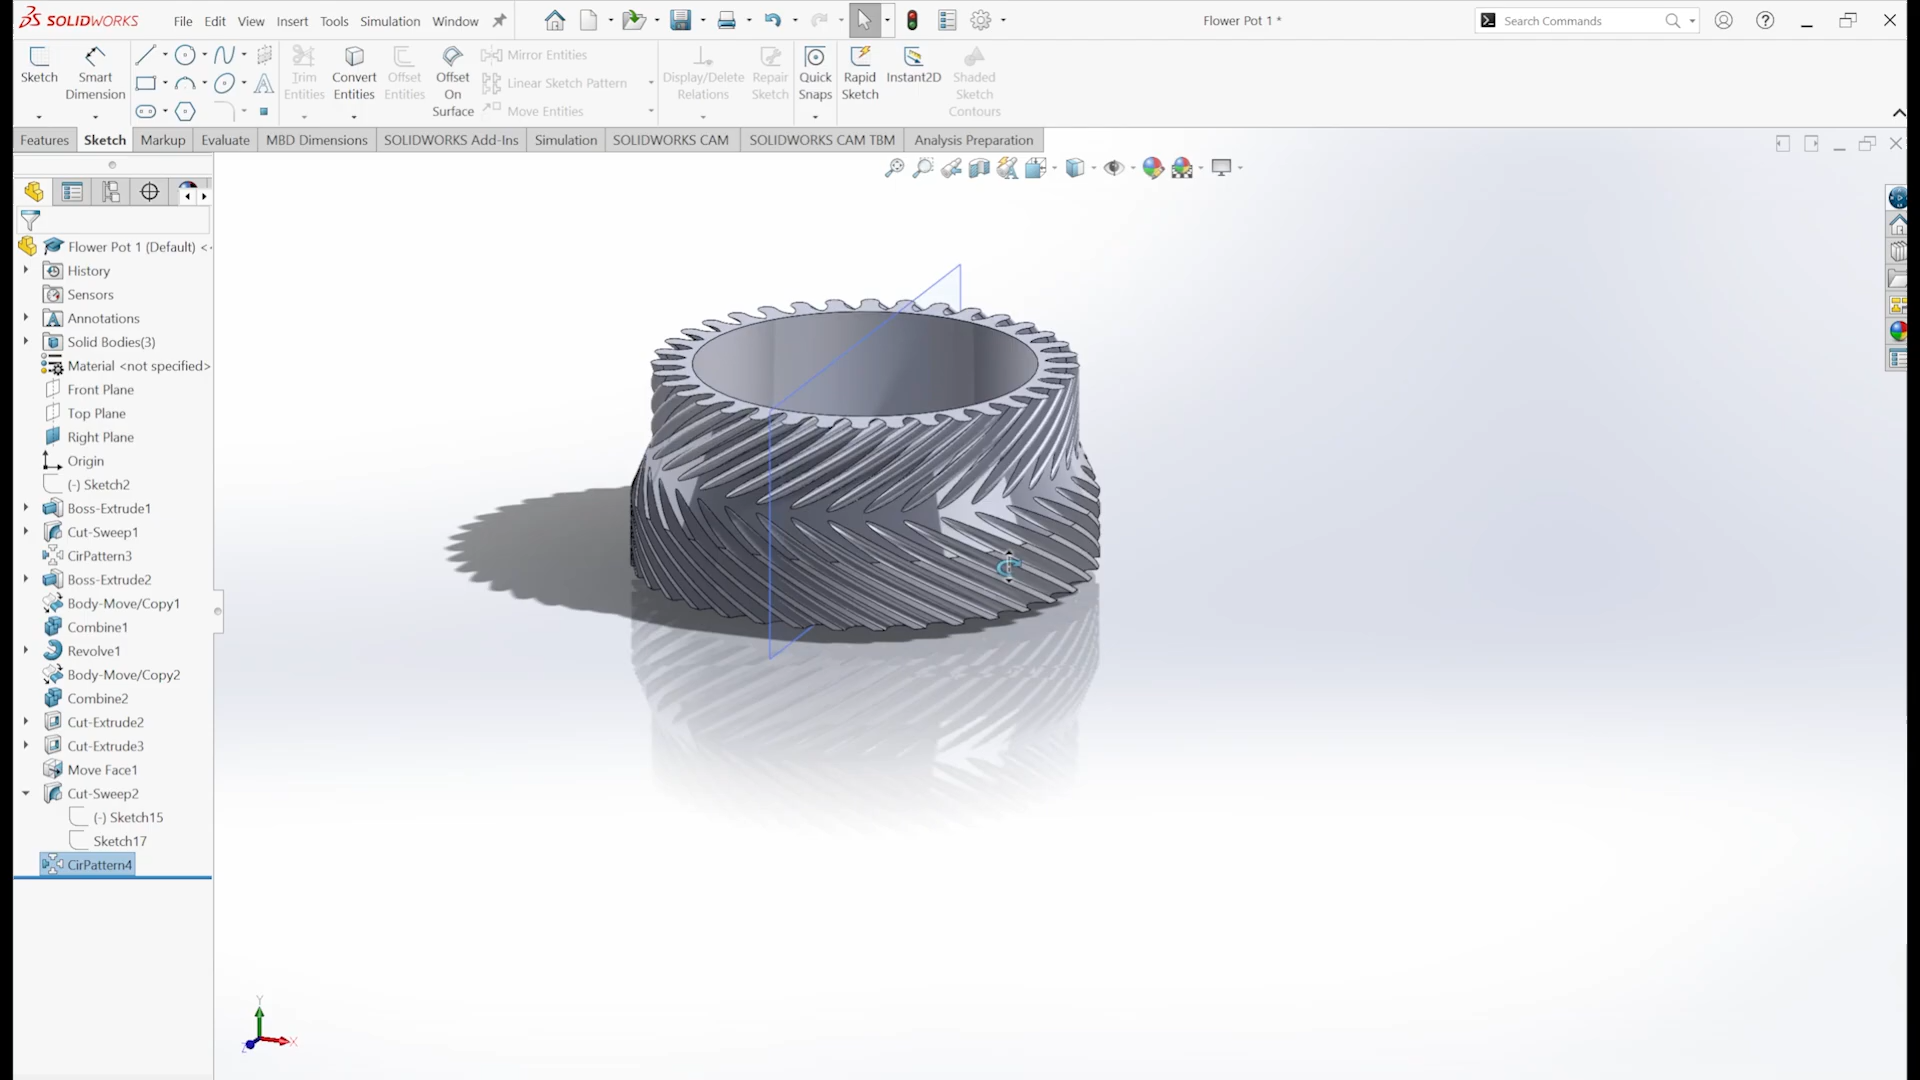 SOLIDWORKS File Edit View Insert Tools Simulation Window Flower Pot 1 * Search Commands
Sketch Smart Dimension Trim Entities Convert Entities Offset Entities Offset On Surface Mirror Entities Linear Sketch Pattern Move Entities Display/Delete Relations Repair Sketch Quick Snaps Rapid Sketch Instant2D Shaded Sketch Contours
Features Sketch Markup Evaluate MBD Dimensions SOLIDWORKS Add-Ins Simulation SOLIDWORKS CAM SOLIDWORKS CAM TBM Analysis Preparation
Flower Pot 1 (Default) <
History
Sensors
Annotations
Solid Bodies(3)
Material <not specified>
Front Plane
Top Plane
Right Plane
Origin
(-) Sketch2
Boss-Extrude1
Cut-Sweep1
CirPattern3
Boss-Extrude2
Body-Move/Copy1
Combine1
Revolve1
Body-Move/Copy2
Combine2
Cut-Extrude2
Cut-Extrude3
Move Face1
Cut-Sweep2
(-) Sketch15
Sketch17
CirPattern4
Y
Z X